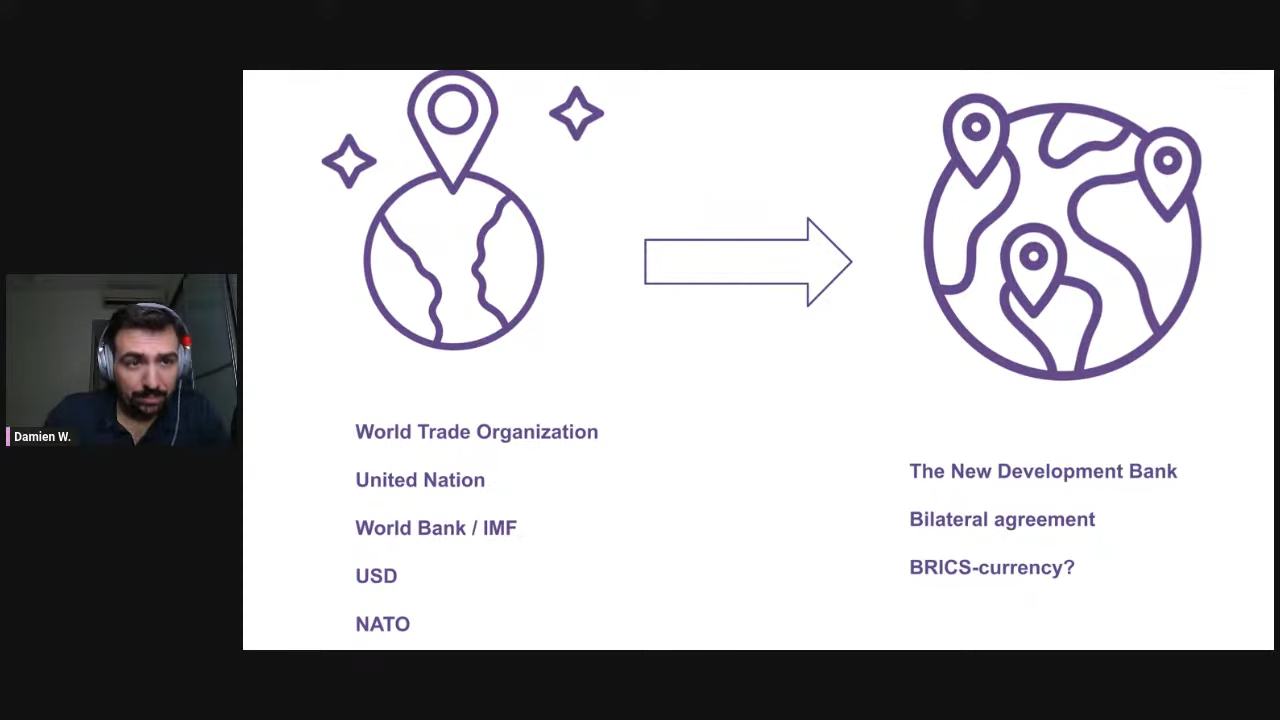 Damien W.
World Trade Organization
United Nation
World Bank / IMF
USD
NATO
The New Development Bank
Bilateral agreement
BRICS-currency?